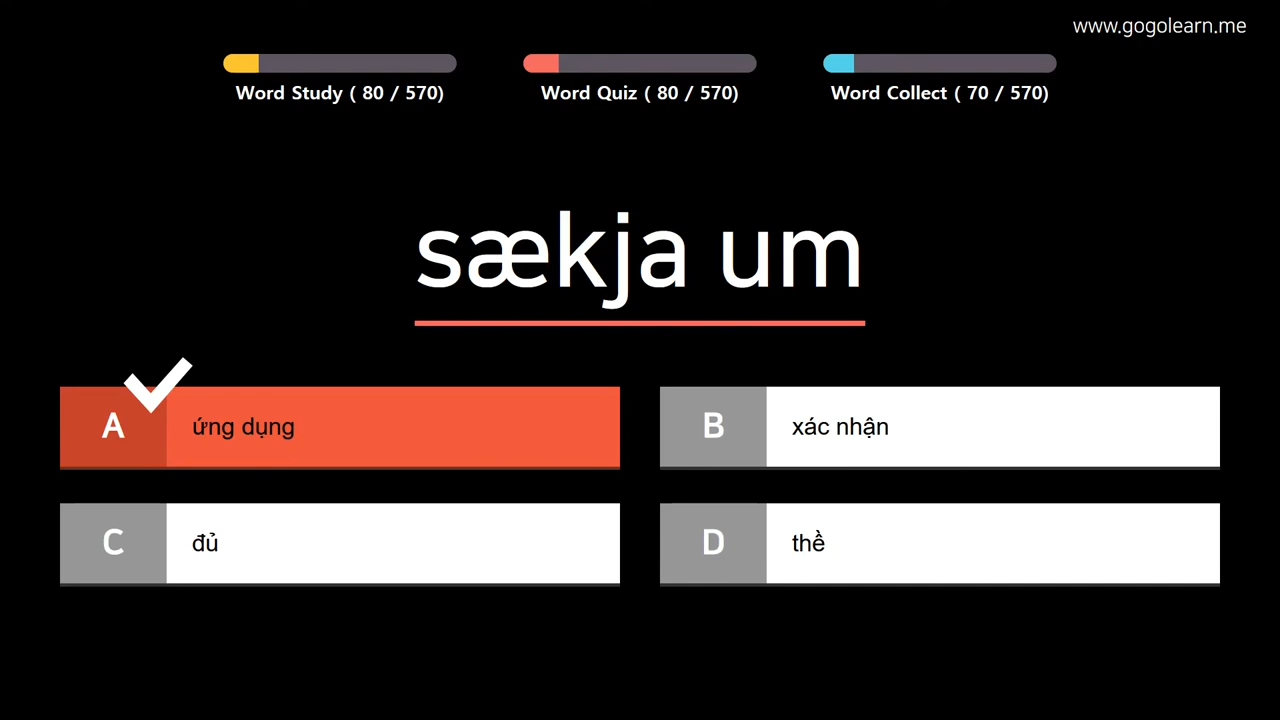 www.gogolearn.me
Word Study ( 80 / 570)
Word Quiz ( 80 / 570)
Word Collect ( 70 / 570)
sækja um
A ứng dụng
B xác nhận
C đủ
D thề